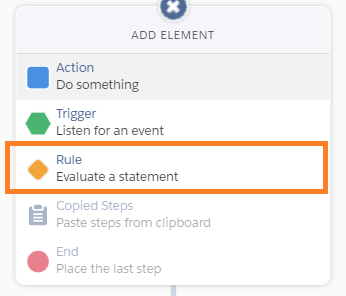 ADD ELEMENT
Action
Do something
Trigger
Listen for an event
Rule
Evaluate a statement
Copied Steps
Paste steps from clipboard
End
Place the last step